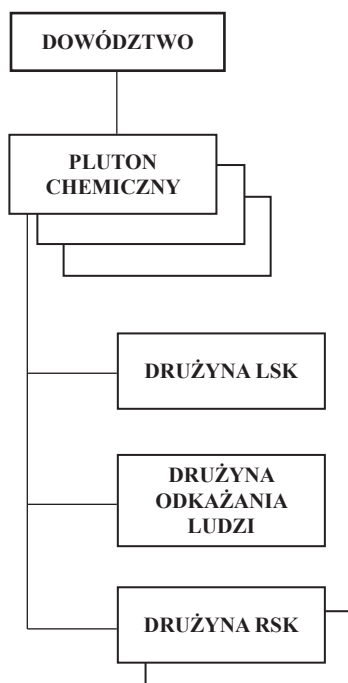 DOWÓDZTWO
PLUTON
CHEMICZNY
DRUŻYNA LSK
DRUŻYNA
ODKAŻANIA
LUDZI
DRUŻYNA RSK